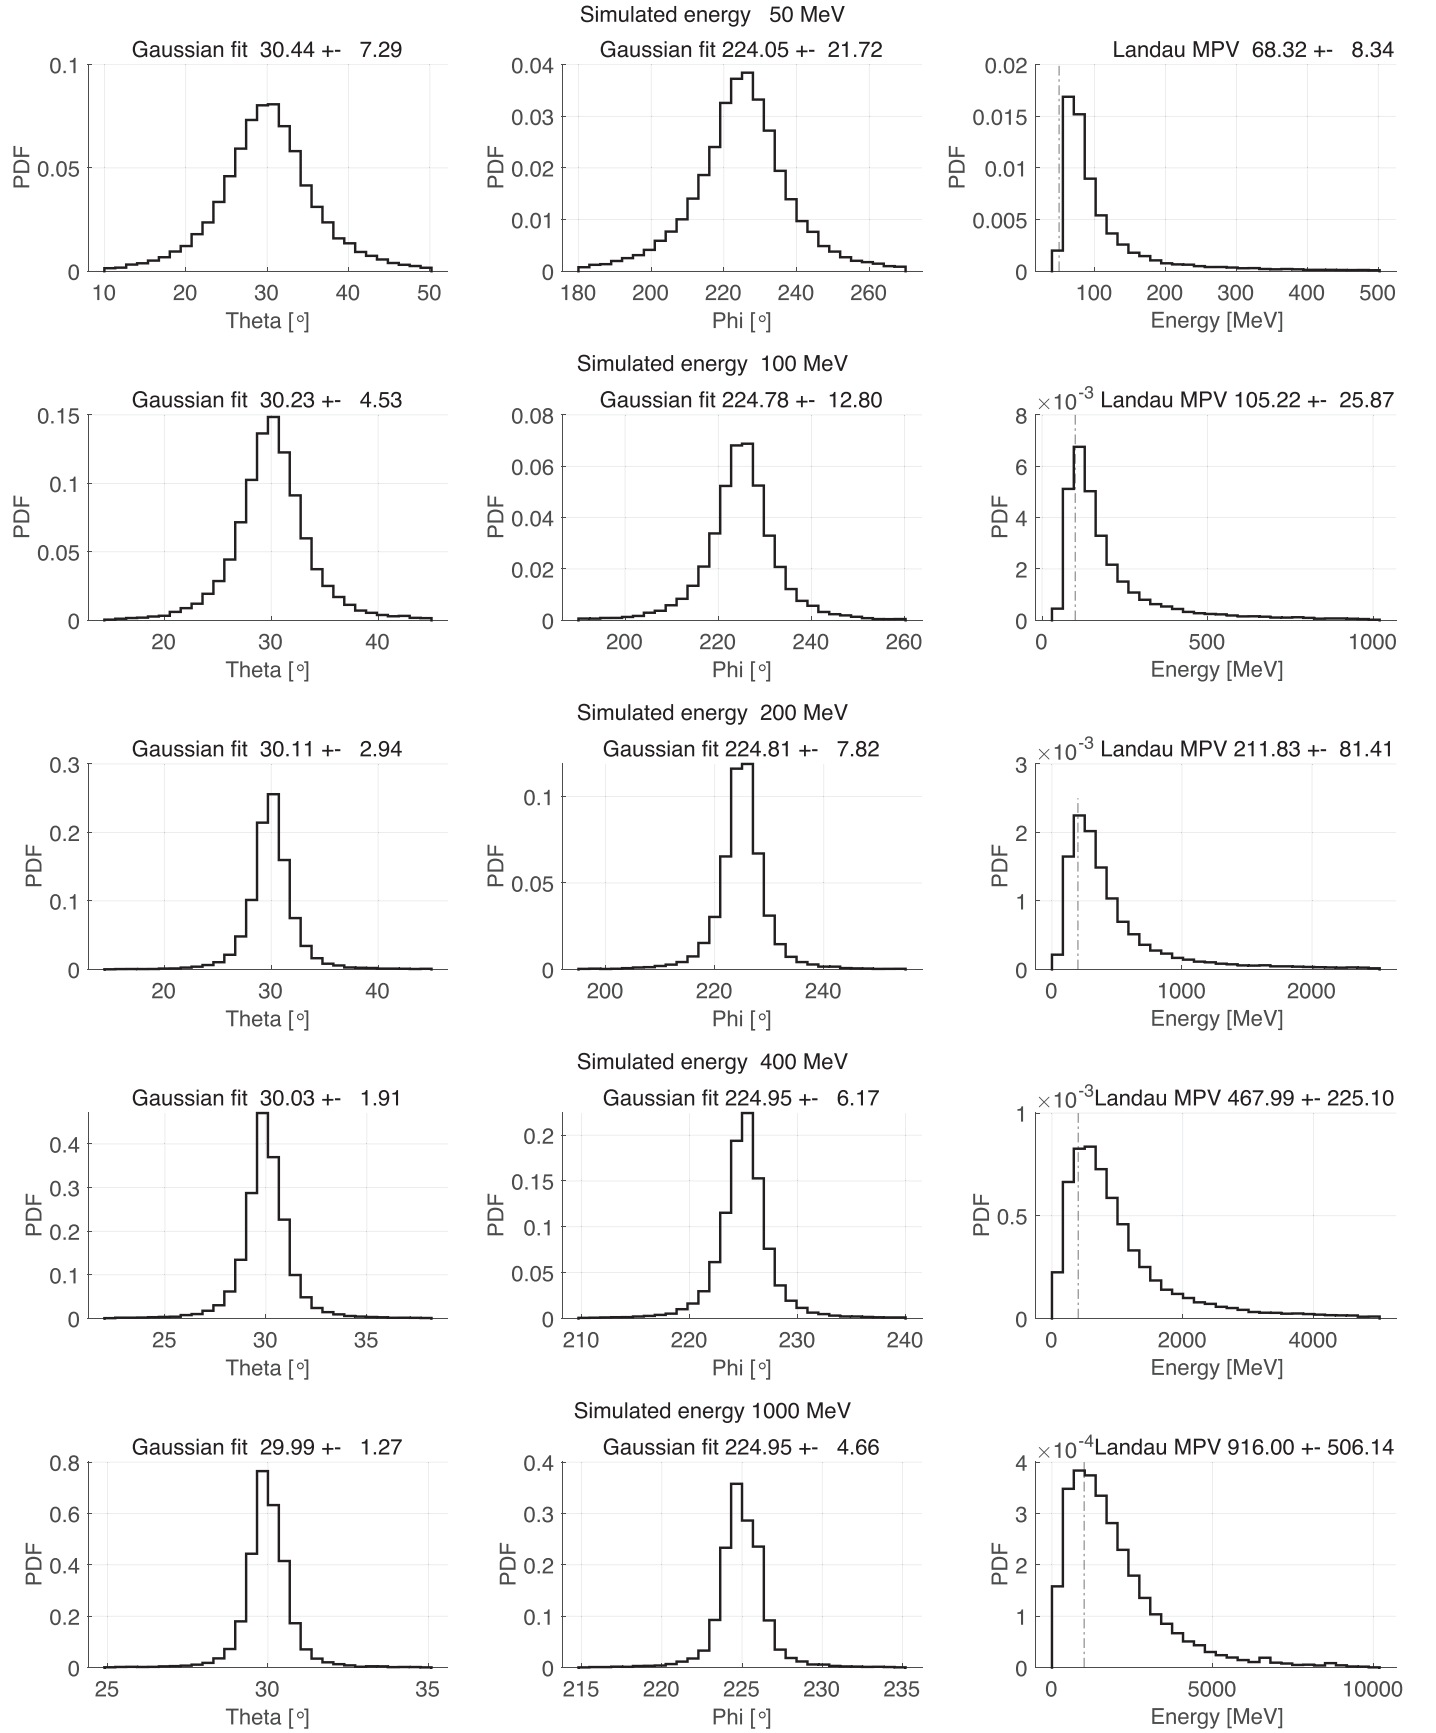 Simulated energy 50 MeV
Gaussian fit 30.44 +- 7.29
Gaussian fit 224.05 +- 21.72
Landau MPV 68.32 +- 8.34
0.1
0.05
0
PDF
10 20 30 40 50
Theta [°]
0.04
0.03
0.02
0.01
0
PDF
180 200 220 240 260
Phi [°]
0.02
0.015
0.01
0.005
0
PDF
100 200 300 400 500
Energy [MeV]
Simulated energy 100 MeV
Gaussian fit 30.23 +- 4.53
Gaussian fit 224.78 +- 12.80
×10-3 Landau MPV 105.22 +- 25.87
0.15
0.1
0.05
0
PDF
20 30 40
Theta [°]
0.08
0.06
0.04
0.02
0
PDF
200 220 240 260
Phi [°]
8
6
4
2
0
PDF
0 500 1000
Energy [MeV]
Simulated energy 200 MeV
Gaussian fit 30.11 +- 2.94
Gaussian fit 224.81 +- 7.82
×10-3 Landau MPV 211.83 +- 81.41
0.3
0.2
0.1
0
PDF
20 30 40
Theta [°]
0.1
0.05
0
PDF
200 220 240
Phi [°]
3
2
1
0
PDF
0 1000 2000
Energy [MeV]
Simulated energy 400 MeV
Gaussian fit 30.03 +- 1.91
Gaussian fit 224.95 +- 6.17
×10-3 Landau MPV 467.99 +- 225.10
0.4
0.3
0.2
0.1
0
PDF
25 30 35
Theta [°]
0.2
0.15
0.1
0.05
0
PDF
210 220 230 240
Phi [°]
1
0.5
0
PDF
0 2000 4000
Energy [MeV]
Simulated energy 1000 MeV
Gaussian fit 29.99 +- 1.27
Gaussian fit 224.95 +- 4.66
×10-4 Landau MPV 916.00 +- 506.14
0.8
0.6
0.4
0.2
0
PDF
25 30 35
Theta [°]
0.4
0.3
0.2
0.1
0
PDF
215 220 225 230 235
Phi [°]
4
3
2
1
0
PDF
0 5000 10000
Energy [MeV]